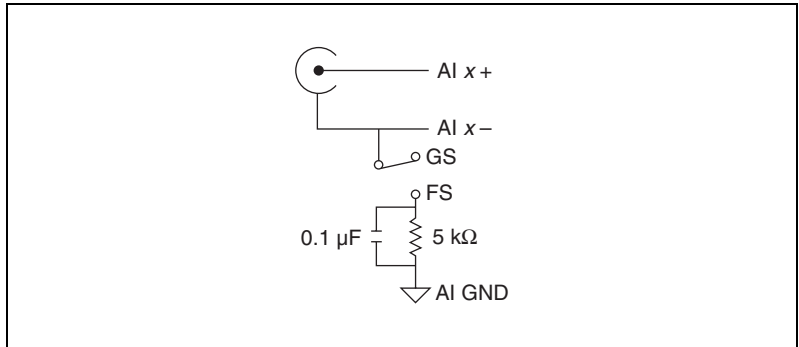 AI x+
AI x–
GS
FS
0.1 µF
5 kΩ
AI GND